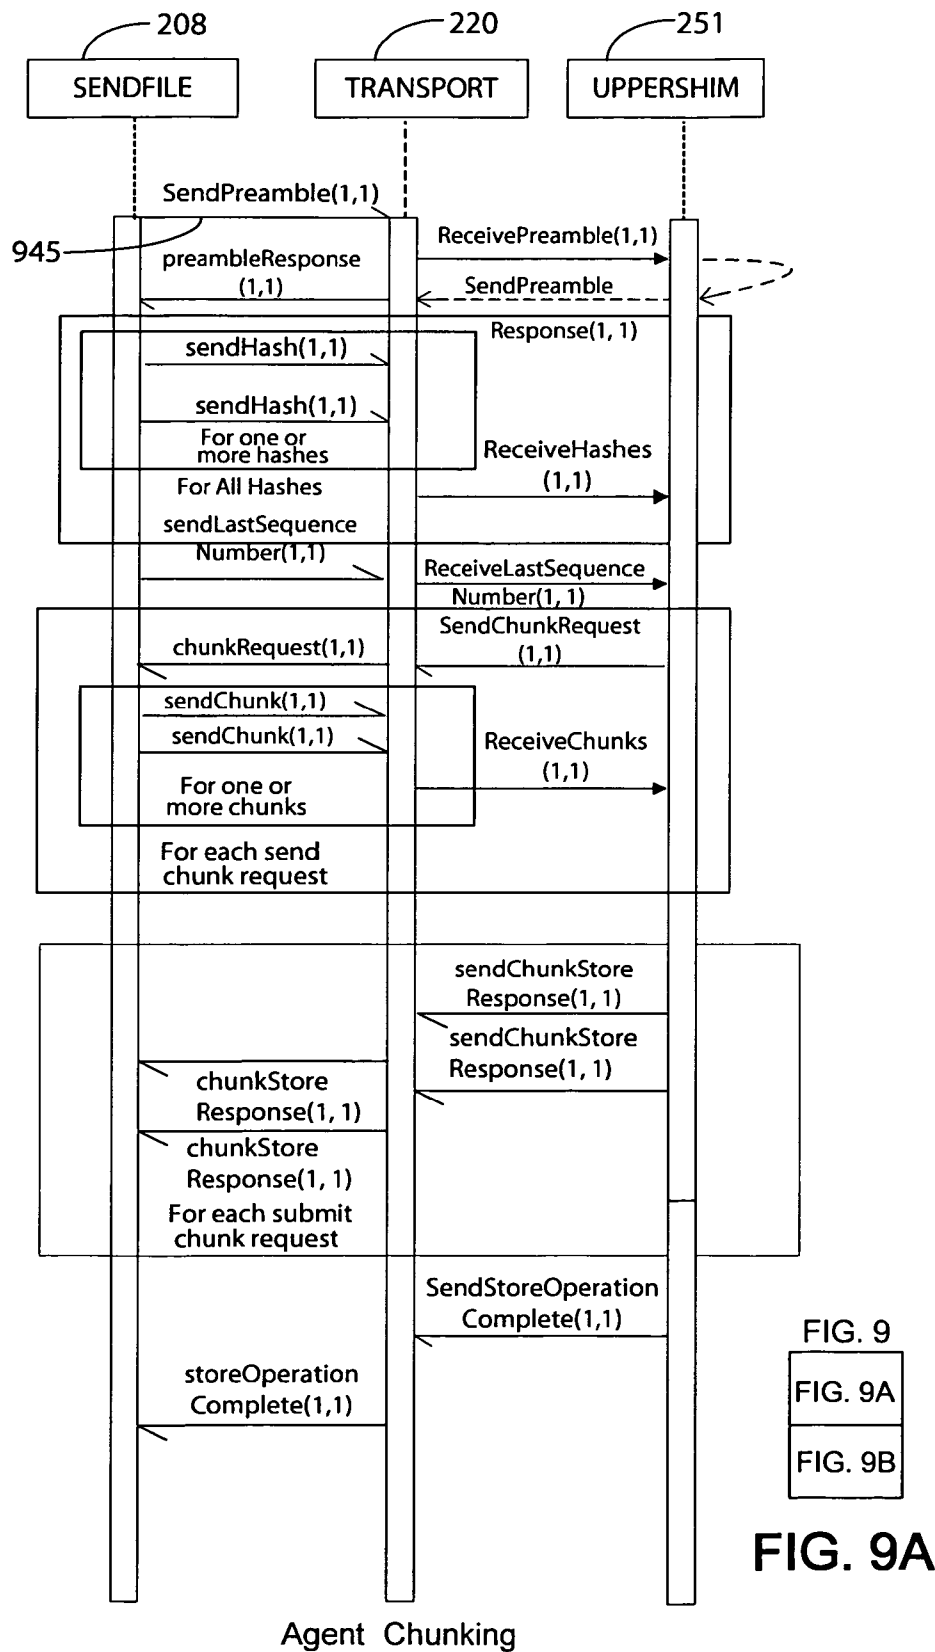 208
220
251
SENDFILE
TRANSPORT
UPPERSHIM
SendPreamble(1,1)
945
ReceivePreamble(1,1)
preambleResponse
(1,1)
SendPreamble
Response(1, 1)
sendHash(1,1)
sendHash(1,1)
For one or
more hashes
ReceiveHashes
(1,1)
For All Hashes
sendLastSequence
Number(1,1)
ReceiveLastSequence
Number(1, 1)
SendChunkRequest
(1,1)
chunkRequest(1,1)
sendChunk(1,1)
sendChunk(1,1)
ReceiveChunks
(1,1)
For one or
more chunks
For each send
chunk request
sendChunkStore
Response(1, 1)
sendChunkStore
Response(1, 1)
chunkStore
Response(1, 1)
chunkStore
Response(1, 1)
For each submit
chunk request
SendStoreOperation
Complete(1,1)
storeOperation
Complete(1,1)
FIG. 9
FIG. 9A
FIG. 9B
FIG. 9A
Agent Chunking